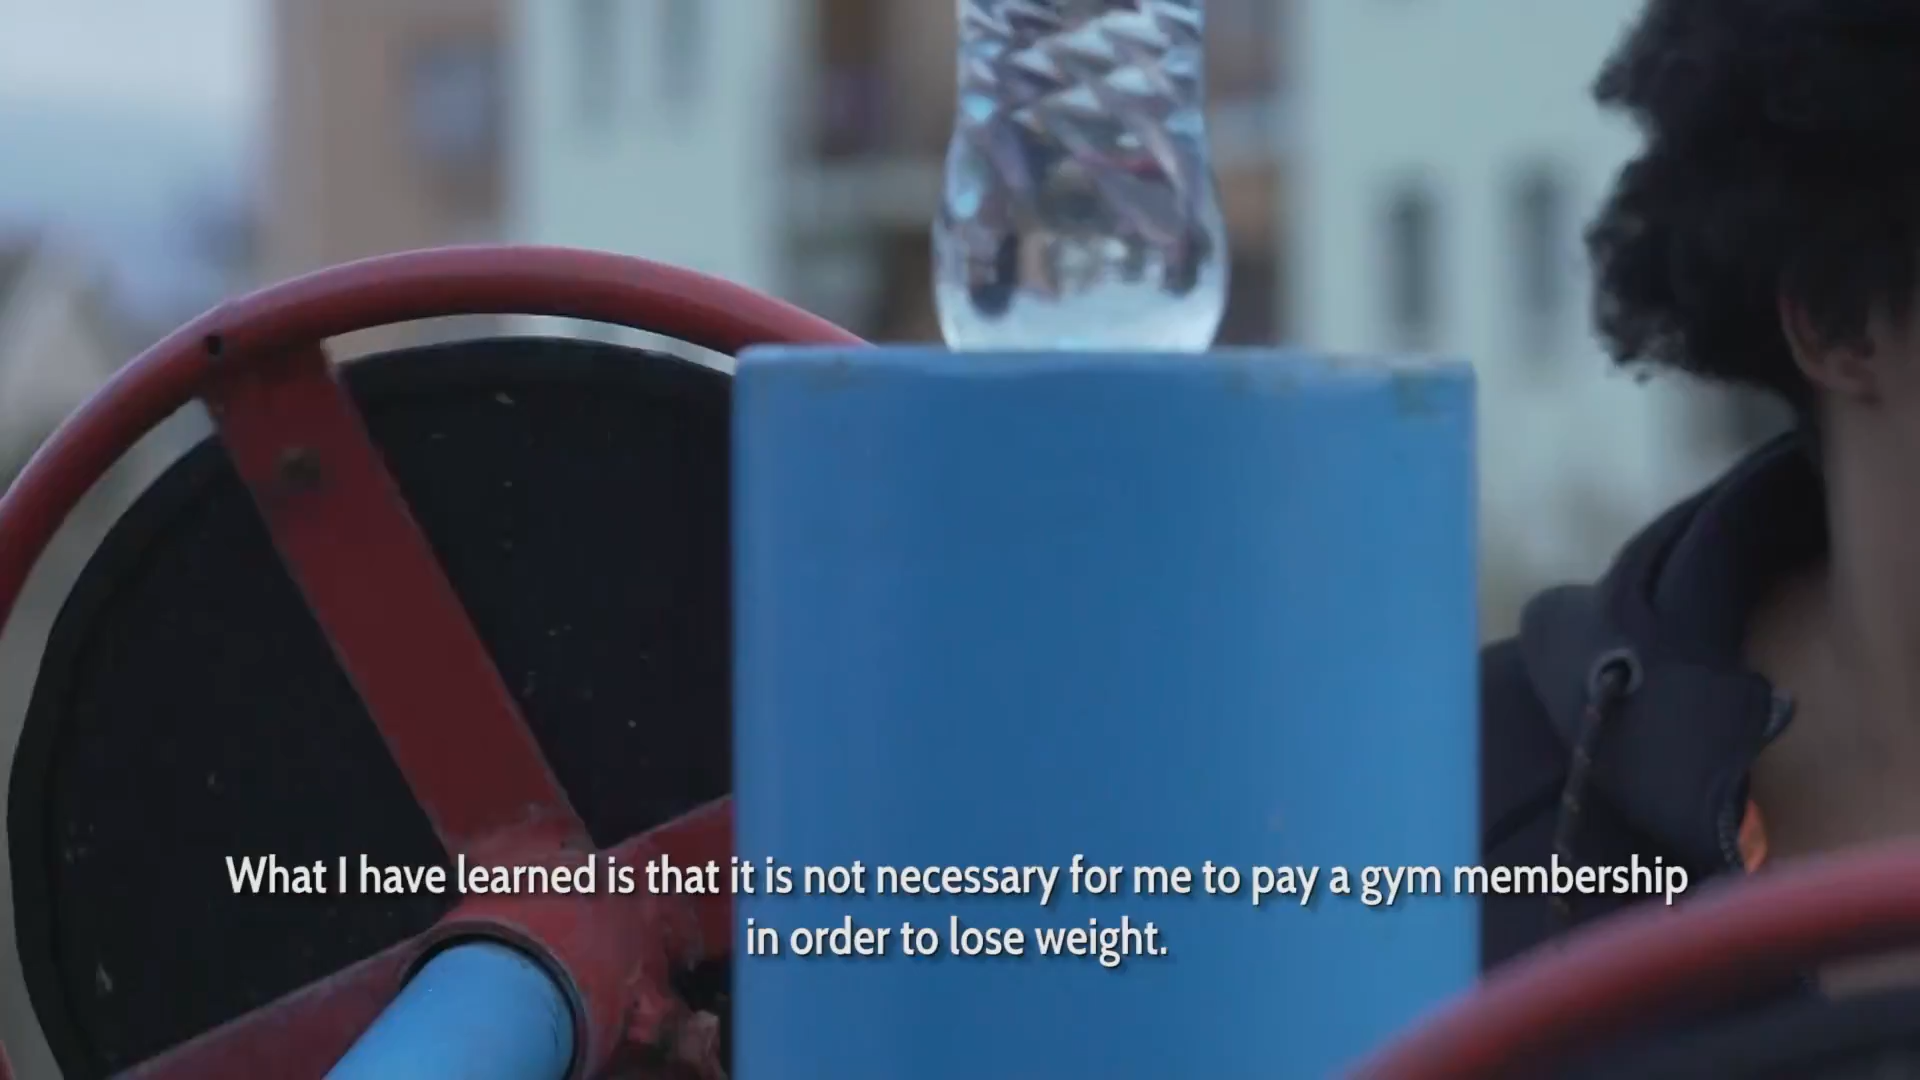 What I have learned is that it is not necessary for me to pay a gym membership
in order to lose weight.